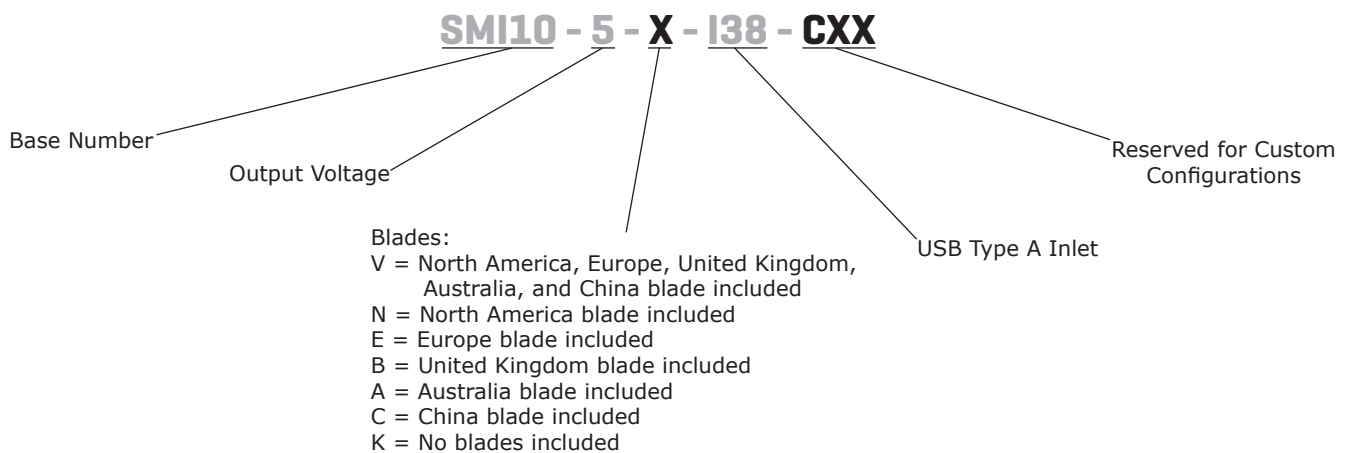 SMI10 - 5 - X - I38 - CXX
Base Number
Output Voltage
Reserved for Custom
Configurations
USB Type A Inlet
Blades:
V = North America, Europe, United Kingdom,
Australia, and China blade included
N = North America blade included
E = Europe blade included
B = United Kingdom blade included
A = Australia blade included
C = China blade included
K = No blades included